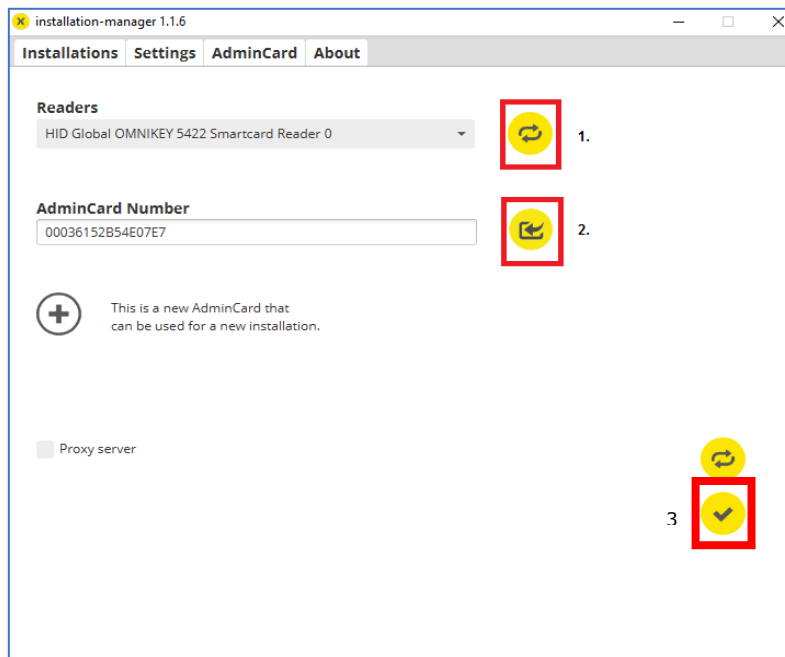 installation-manager 1.1.6
Installations Settings AdminCard About
Readers
HID Global OMNIKEY 5422 Smartcard Reader 0
1.
AdminCard Number
00036152B54E07E7
2.
This is a new AdminCard that
can be used for a new installation.
Proxy server
3